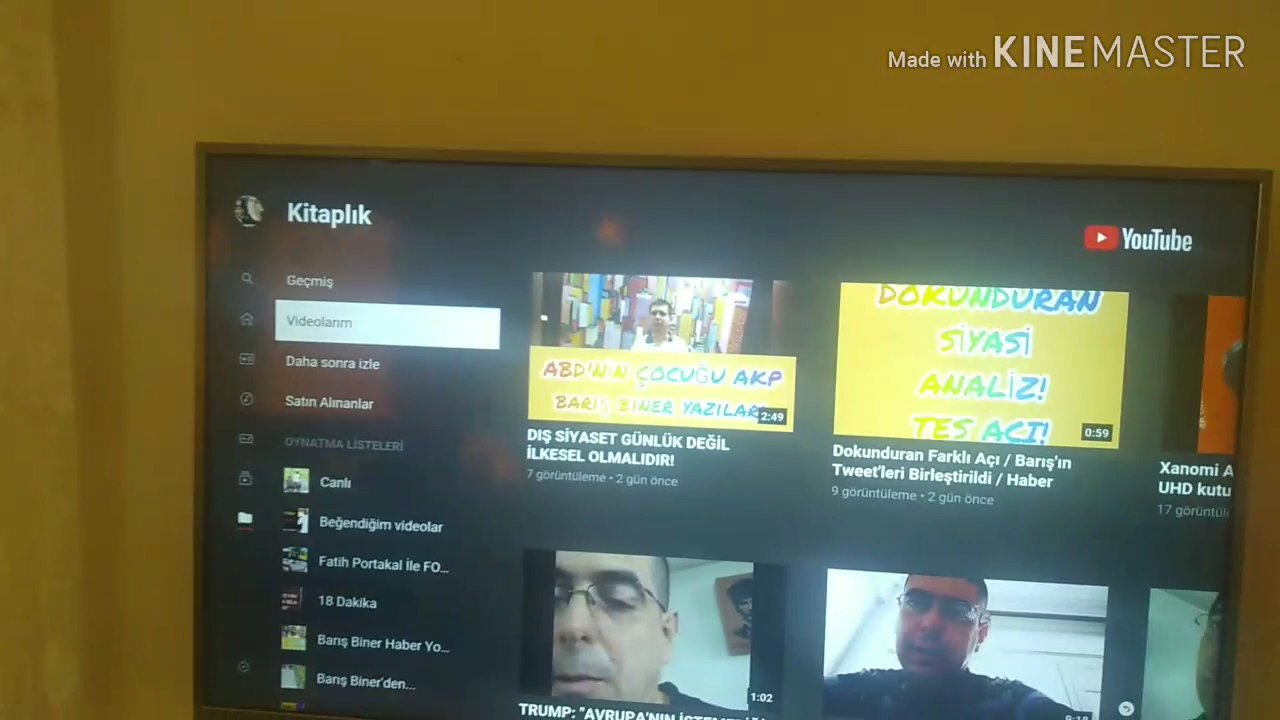 Made with KINEMASTER
Kitaplık
YouTube
Geçmiş
Videolarım
Daha sonra izle
Satın Alınanlar
OYNATMA LİSTELERİ
Canlı
Beğendiğim videolar
Fatih Portakal İle FO...
18 Dakika
Barış Biner Haber Yo...
Barış Biner'den...
ABD'NİN ÇOCUĞU AKP
BARIŞ BİNER YAZILARI
2:49
DIŞ SİYASET GÜNLÜK DEĞİL
İLKESEL OLMALIDIR!
7 görüntüleme • 2 gün önce
DOKUNDURAN
SİYASİ
ANALİZ!
TES AÇI!
0:59
Dokunduran Farklı Açı / Barış'ın
Tweet'leri Birleştirildi / Haber
9 görüntüleme • 2 gün önce
Xanomi A
UHD kutu
17 görüntüle
1:02
TRUMP: "AVRUPA'NIN